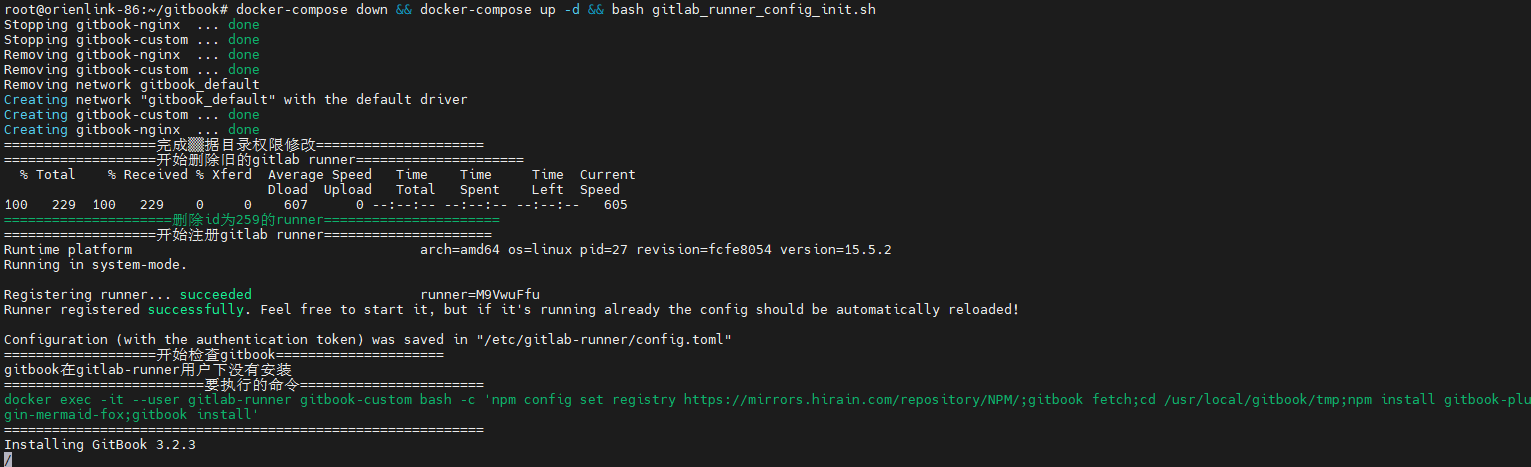 root@orienlink-86:~/gitbook# docker-compose down && docker-compose up -d && bash gitlab_runner_config_init.sh
Stopping gitbook-nginx  ... done
Stopping gitbook-custom ... done
Removing gitbook-nginx  ... done
Removing gitbook-custom ... done
Removing network gitbook_default
Creating network "gitbook_default" with the default driver
Creating gitbook-custom ... done
Creating gitbook-nginx  ... done
===================完成据目录权限修改=====================
===================开始删除旧的gitlab runner=====================
  % Total    % Received % Xferd  Average Speed   Time    Time     Time  Current
                                 Dload  Upload   Total   Spent    Left  Speed
100   229  100   229    0     0    607      0 --:--:-- --:--:-- --:--:--   605
=====================删除id为259的runner======================
===================开始注册gitlab runner=====================
Runtime platform                                    arch=amd64 os=linux pid=27 revision=fcfe8054 version=15.5.2
Running in system-mode.
Registering runner... succeeded                     runner=M9VwuFfu
Runner registered successfully. Feel free to start it, but if it's running already the config should be automatically reloaded!
Configuration (with the authentication token) was saved in "/etc/gitlab-runner/config.toml"
===================开始检查gitbook=====================
gitbook在gitlab-runner用户下没有安装
=========================要执行的命令=======================
docker exec -it --user gitlab-runner gitbook-custom bash -c 'npm config set registry https://mirrors.hirain.com/repository/NPM/;gitbook fetch;cd /usr/local/gitbook/tmp;npm install gitbook-plu
gin-mermaid-fox;gitbook install'
============================================================
Installing GitBook 3.2.3
/